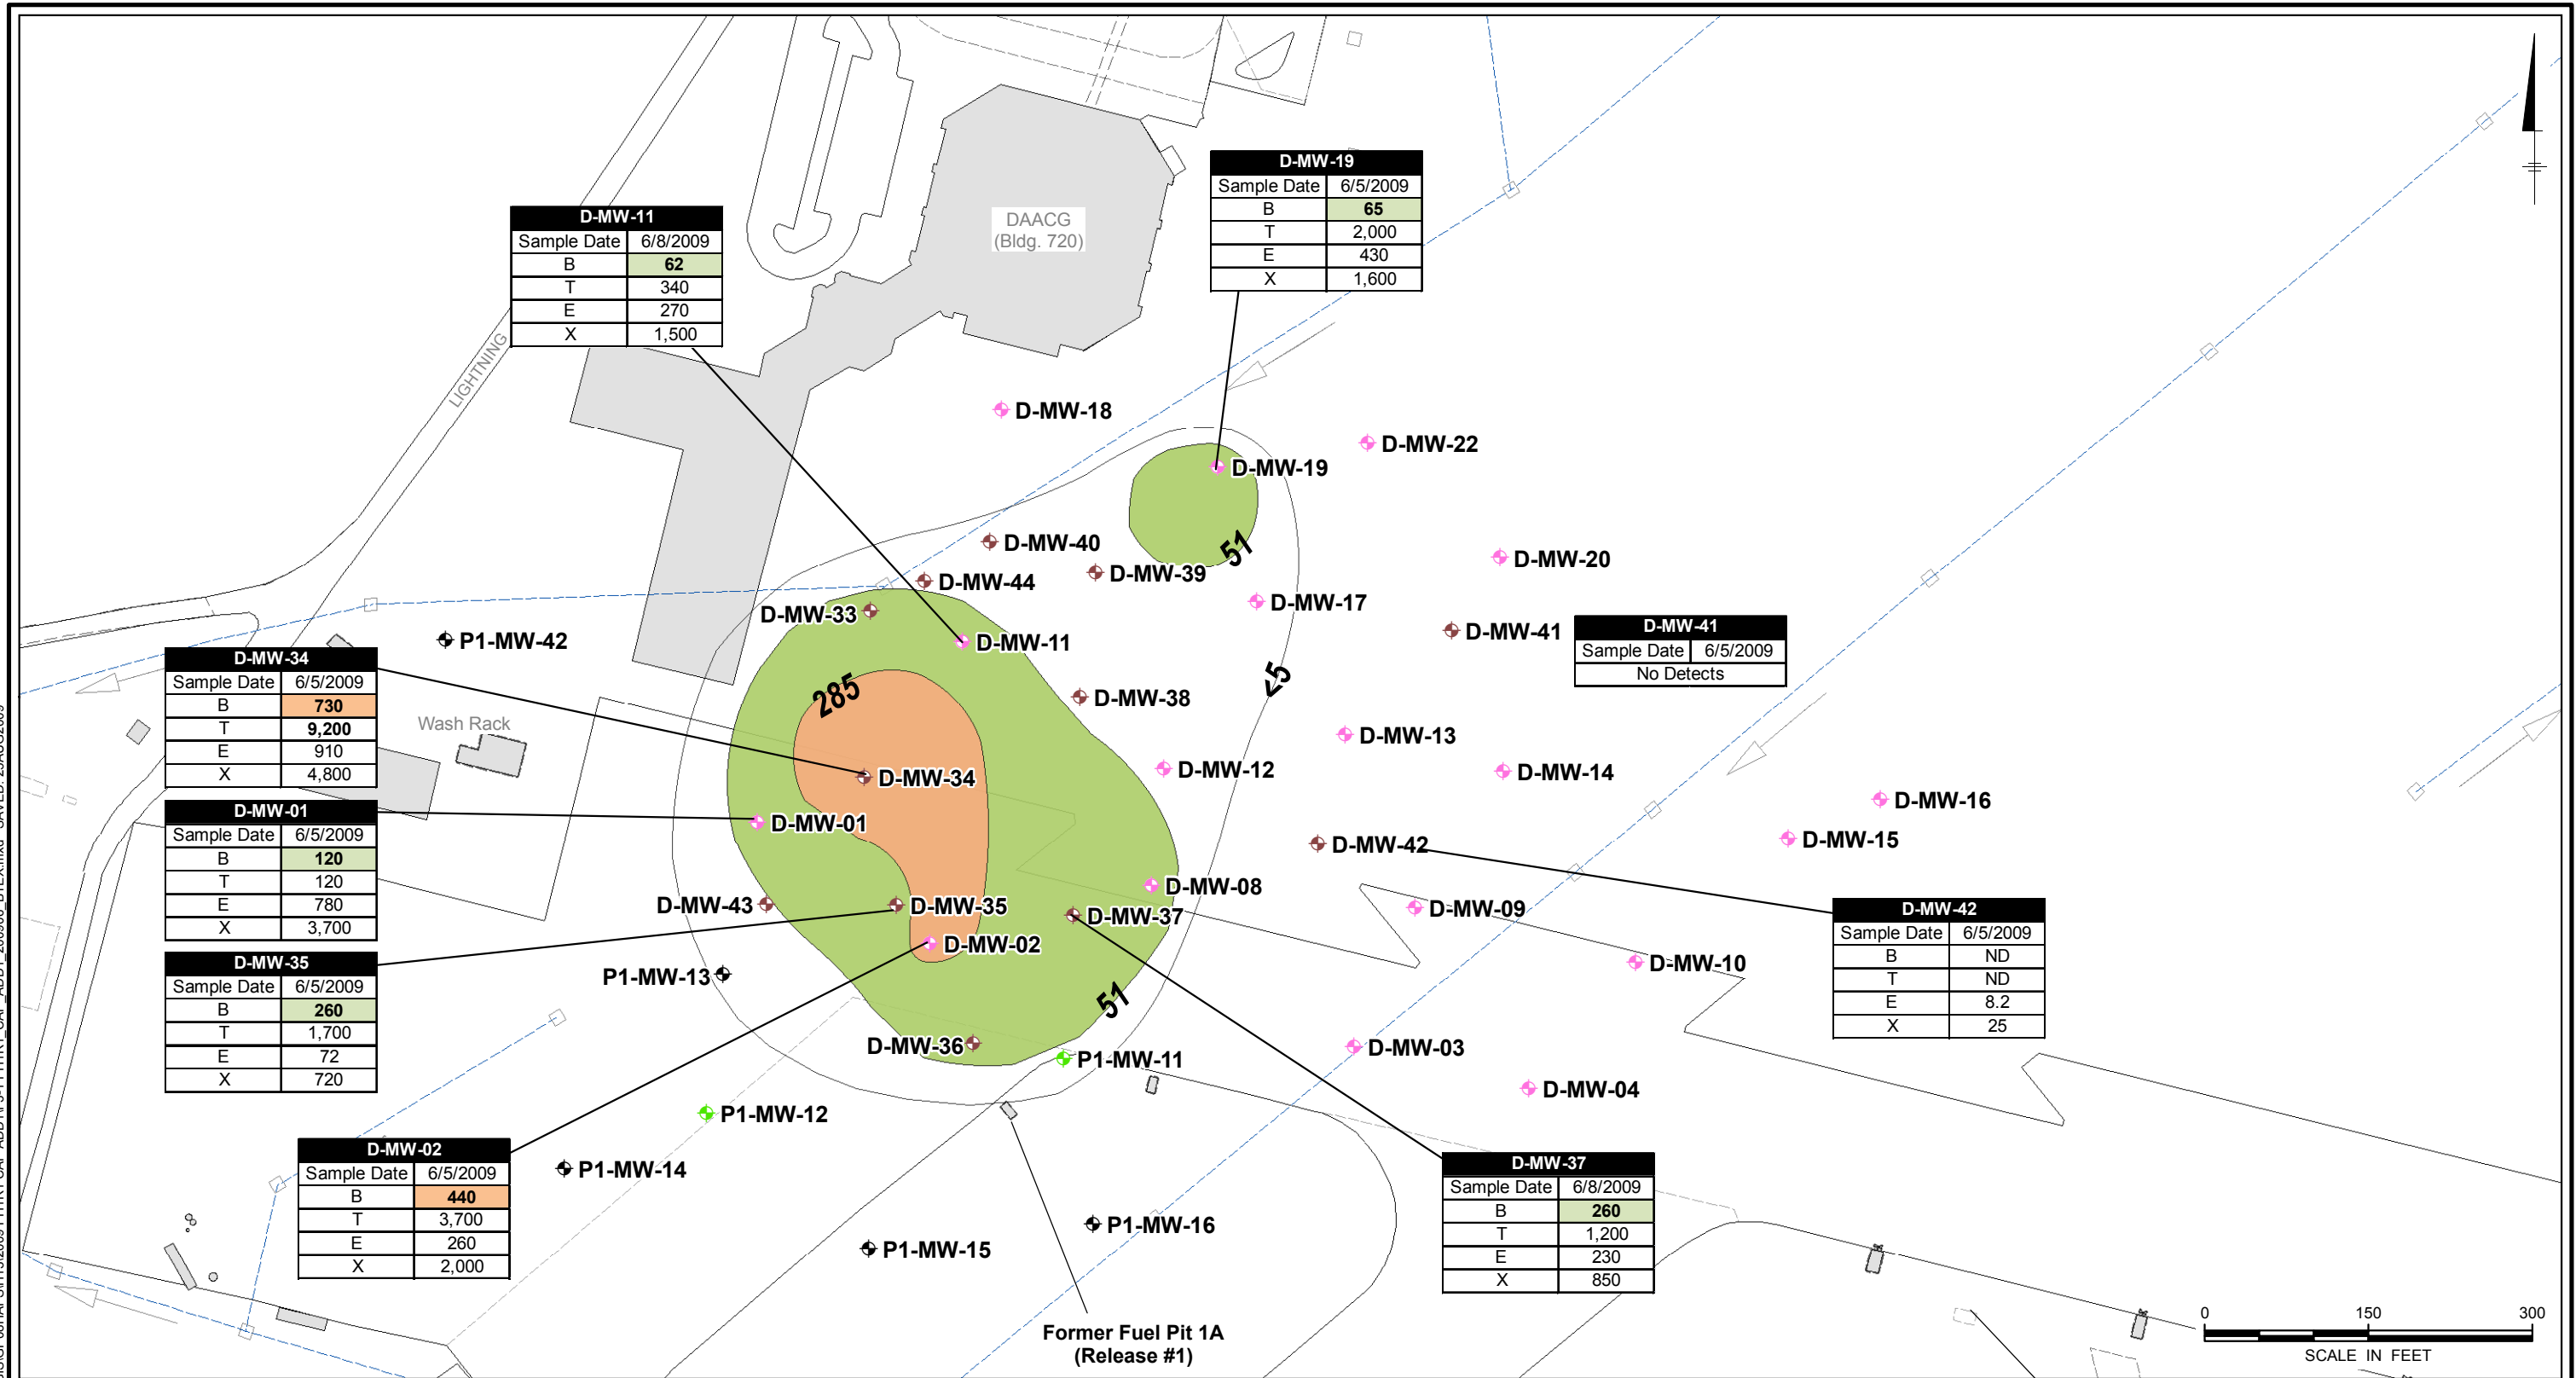 D-MW-19
Sample Date 6/5/2009
B 65
T 2,000
E 430
X 1,600
D-MW-11
Sample Date 6/8/2009
B 62
T 340
E 270
X 1,500
DAACG
(Bldg. 720)
LIGHTNING
D-MW-18
D-MW-22
D-MW-19
51
D-MW-40
D-MW-39
D-MW-44
D-MW-20
D-MW-33
D-MW-17
D-MW-11
D-MW-41
D-MW-41
Sample Date 6/5/2009
No Detects
P1-MW-42
D-MW-34
Sample Date 6/5/2009
B 730
T 9,200
E 910
X 4,800
Wash Rack
285
<5
D-MW-38
D-MW-13
D-MW-12
D-MW-14
D-MW-34
D-MW-16
D-MW-01
Sample Date 6/5/2009
B 120
T 120
E 780
X 3,700
D-MW-01
D-MW-15
D-MW-42
D-MW-08
D-MW-43
D-MW-35
D-MW-37
D-MW-09
D-MW-42
Sample Date 6/5/2009
B ND
T ND
E 8.2
X 25
D-MW-02
D-MW-35
Sample Date 6/5/2009
B 260
T 1,700
E 72
X 720
P1-MW-13
D-MW-10
51
D-MW-36
P1-MW-11
D-MW-03
D-MW-04
P1-MW-12
D-MW-02
Sample Date 6/5/2009
B 440
T 3,700
E 260
X 2,000
P1-MW-14
D-MW-37
Sample Date 6/8/2009
B 260
T 1,200
E 230
X 850
P1-MW-16
P1-MW-15
Former Fuel Pit 1A
(Release #1)
0 150 300
SCALE IN FEET